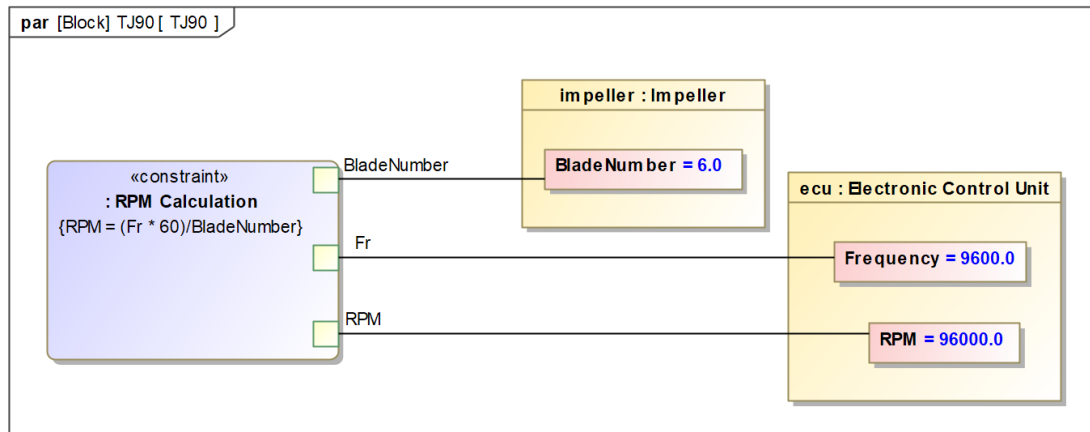 par [Block] TJ90 [ TJ90 ]
impeller : Impeller
BladeNumber
BladeNumber = 6.0
«constraint»
: RPM Calculation
{RPM = (Fr * 60)/BladeNumber}
ecu : Electronic Control Unit
Fr
Frequency = 9600.0
RPM
RPM = 96000.0